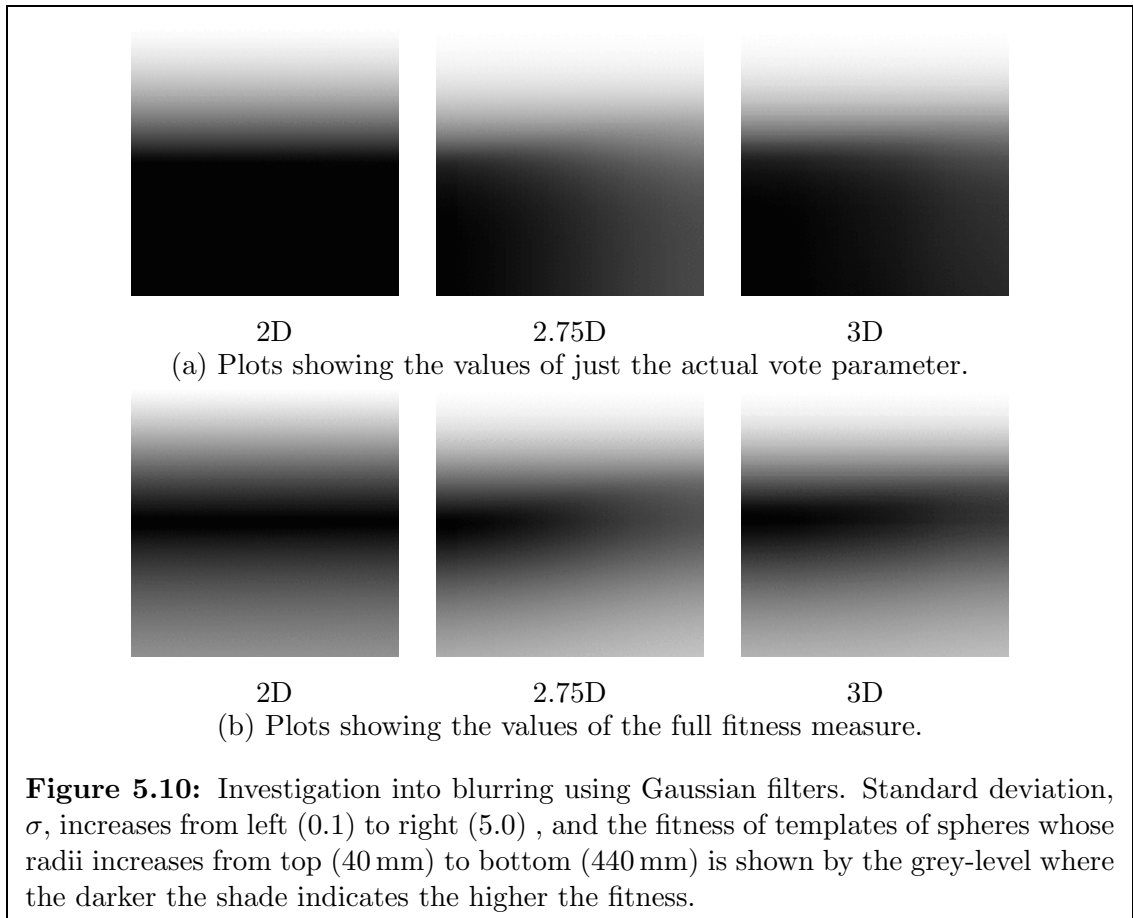 2D 2.75D 3D
(a) Plots showing the values of just the actual vote parameter.
2D 2.75D 3D
(b) Plots showing the values of the full fitness measure.
Figure 5.10: Investigation into blurring using Gaussian filters. Standard deviation,
σ, increases from left (0.1) to right (5.0) , and the fitness of templates of spheres whose
radii increases from top (40 mm) to bottom (440 mm) is shown by the grey-level where
the darker the shade indicates the higher the fitness.